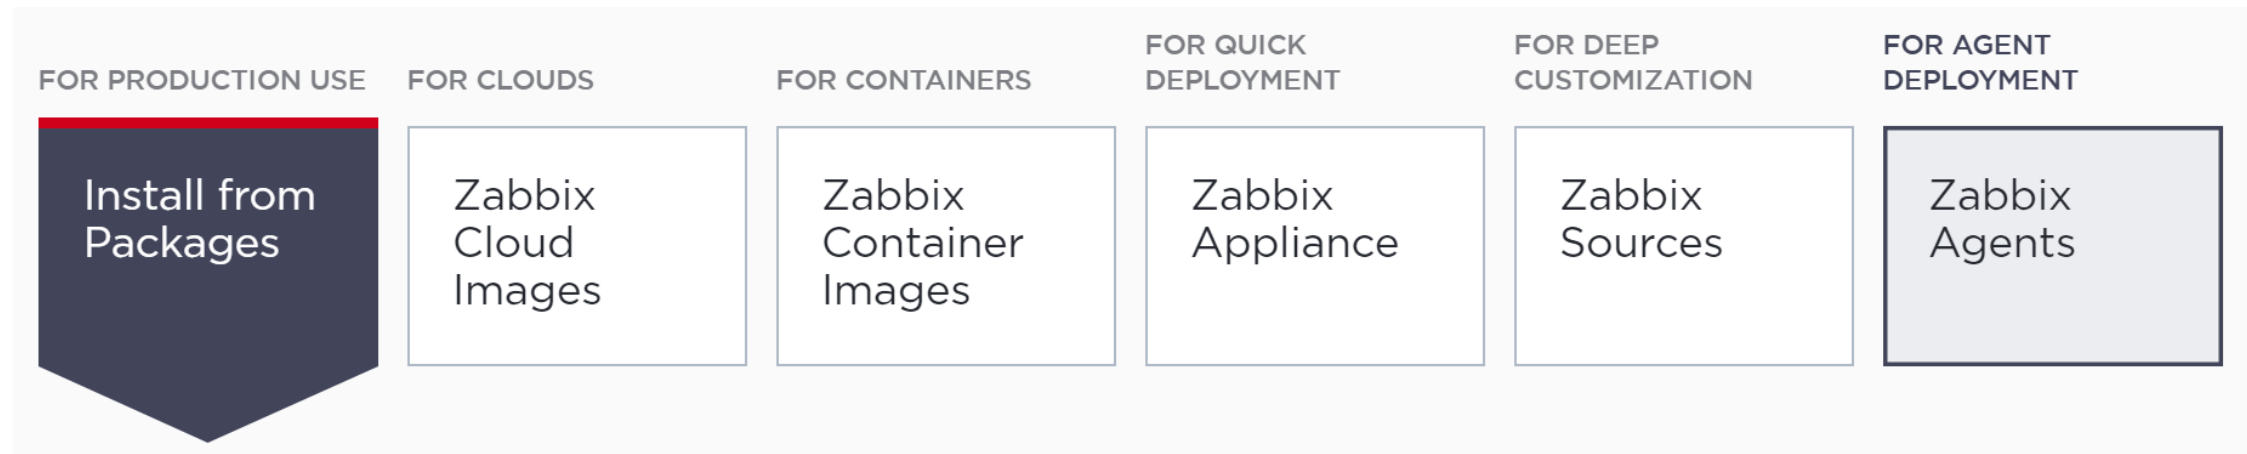 FOR PRODUCTION USE
Install from
Packages
FOR CLOUDS
Zabbix
Cloud
Images
FOR CONTAINERS
Zabbix
Container
Images
FOR QUICK
DEPLOYMENT
Zabbix
Appliance
FOR DEEP
CUSTOMIZATION
Zabbix
Sources
FOR AGENT
DEPLOYMENT
Zabbix
Agents